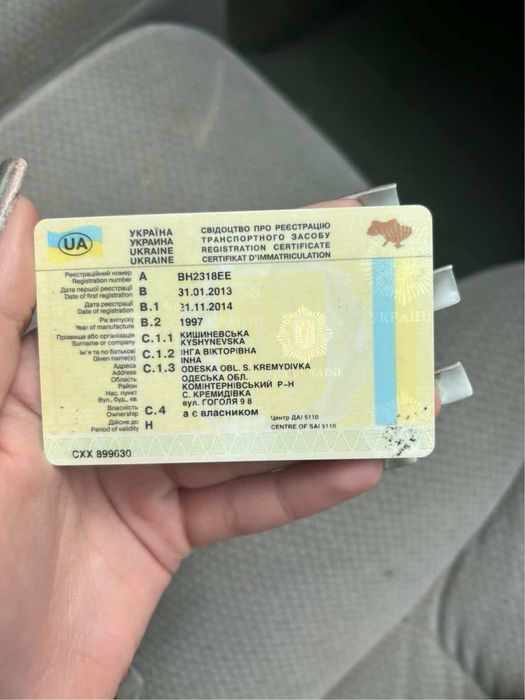 UA
УКРАЇНА
УКРАИНА
UKRAINE
UKRAINE
СВІДОЦТВО ПРО РЕЄСТРАЦІЮ
ТРАНСПОРТНОГО ЗАСОБУ
REGISTRATION CERTIFICATE
CERTIFIKAT D'IMMATRICULATION
Реєстраційний номер A BH2318EE
Registration number
Дата першої реєстрації B 31.01.2013
Date of first registration
Дата реєстрації B.1 21.11.2014
Date of registration
Рік випуску B.2 1997
Year of manufacture
Прізвище або організація C.1.1 КИШИНЕВСЬКА
Surname or company KYSHYNEVSKA
Ім'я та по батькові C.1.2 ІНГА ВІКТОРІВНА
Given name(s) INHA
Адреса C.1.3 ODESKA OBL. S. KREMYDIVKA
Address
Область ОДЕСЬКА ОБЛ.
Район КОМІНТЕРНІВСЬКИЙ Р-Н
Нас. пункт С. КРЕМИДІВКА
Вул., буд., кв. вул. ГОГОЛЯ 98
Власність C.4 а є власником
Ownership
Дійсне до H
Period of validity
Центр ДАІ 5110
CENTRE OF SAI 5110
CXX 899630
УКРАЇН
UKRAINE